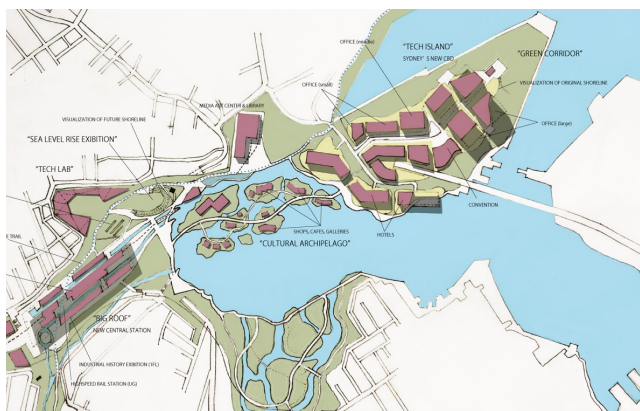 "TECH ISLAND"
SYDNEY' S NEW CBD
"GREEN CORRIDOR"
OFFICE (middle)
OFFICE (small)
VISUALIZATION OF ORIGINAL SHORELINE
MEDIA ART CENTER & LIBRARY
VISUALIZATION OF FUTURE SHORELINE
"SEA LEVEL RISE EXIBITION"
OFFICE (large)
"TECH LAB"
CONVENTION
SHOPS, CAFES, GALLERIES
HOTELS
"CULTURAL ARCHIPELAGO"
TRAIL
"BIG ROOF"
NEW CENTRAL STATION
INDUSTRIAL HISTORY EXIBITION (1FL)
HIGHSPEED RAIL STATION (UG)